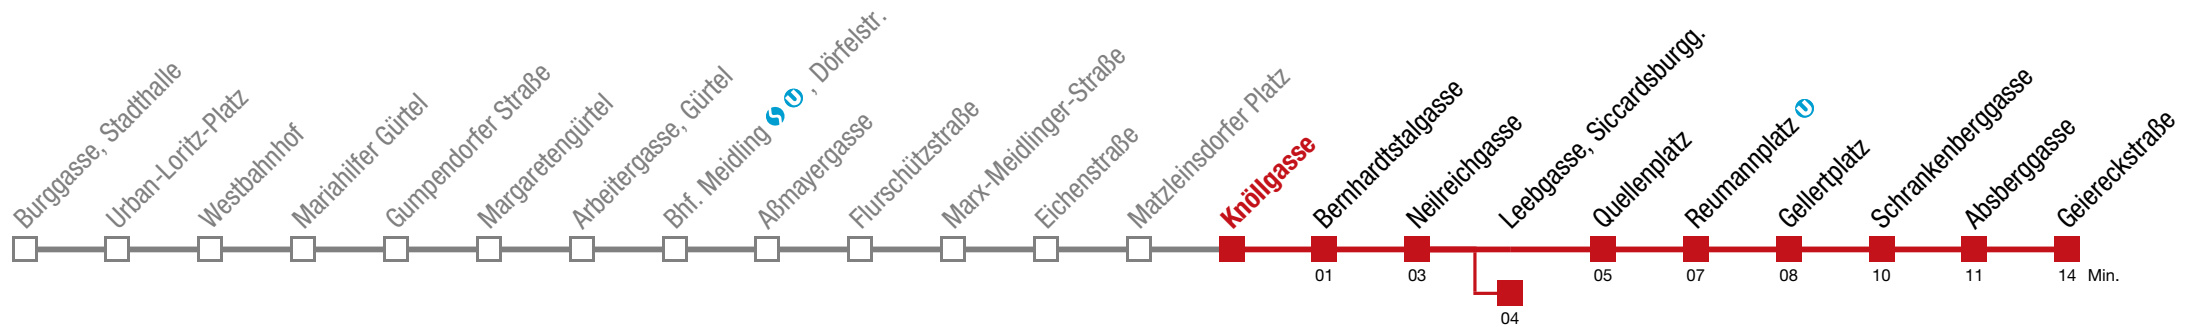 Burggasse, Stadthalle
Urban-Loritz-Platz
Westbahnhof
Mariahilfer Gürtel
Gumpendorfer Straße
Margaretengürtel
Arbeitergasse, Gürtel
Bhf. Meidling S U , Dörfelstr.
Aßmayergasse
Flurschützstraße
Marx-Meidlinger-Straße
Eichenstraße
Matzleinsdorfer Platz
Knöllgasse
Bernhardtstalgasse
Neilreichgasse
Leebgasse, Siccardsburgg.
Quellenplatz
Reumannplatz U
Gellertplatz
Schrankenberggasse
Absberggasse
Geiereckstraße
01 03 05 07 08 10 11 14 Min.
04